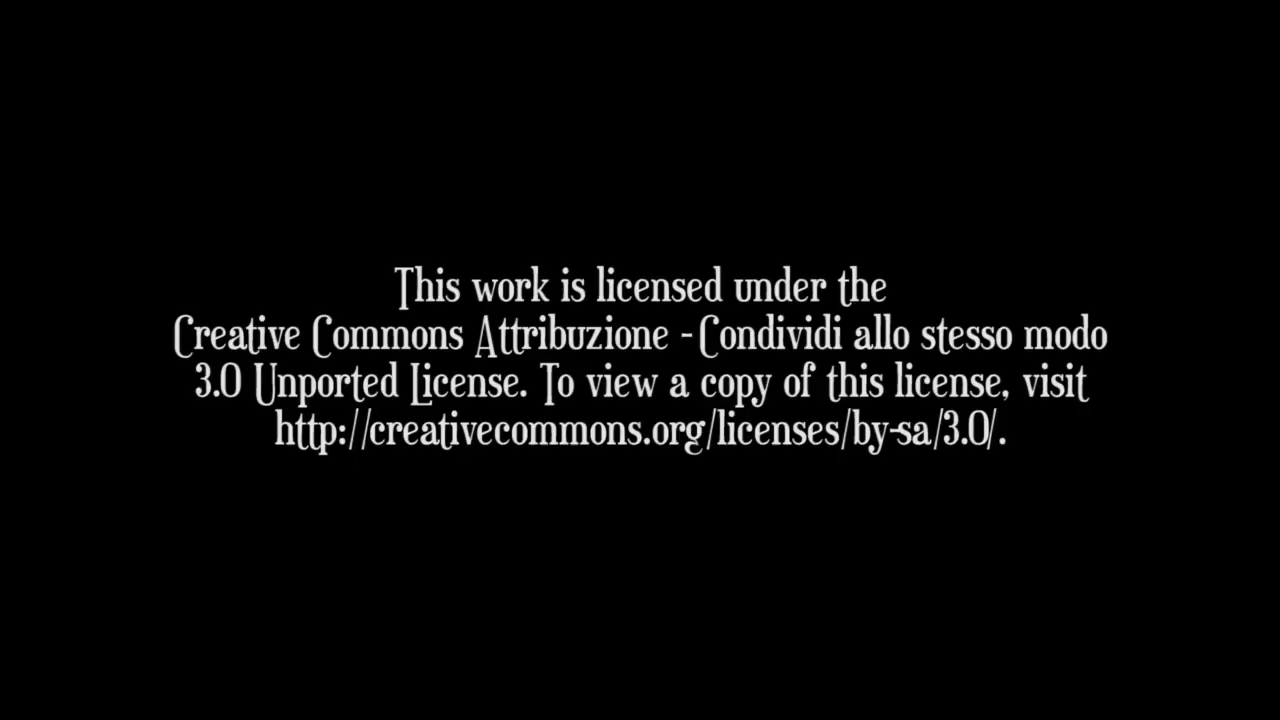 This work is licensed under the
Creative Commons Attribuzione - Condividi allo stesso modo
3.0 Unported License. To view a copy of this license, visit
http://creativecommons.org/licenses/by-sa/3.0/.